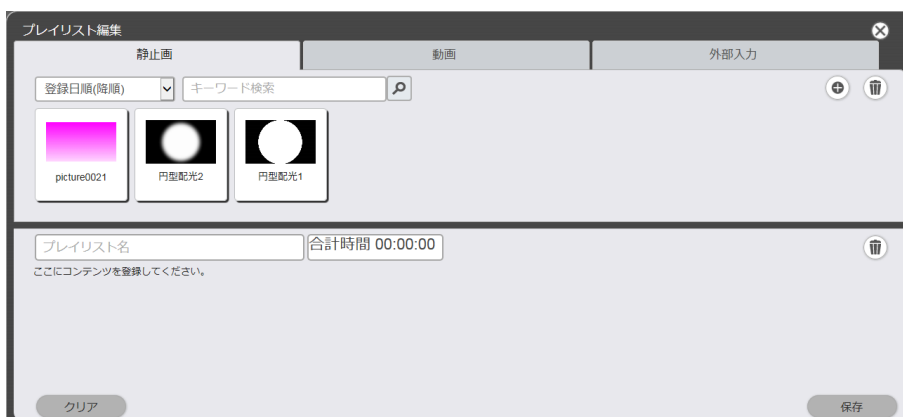 プレイリスト編集
静止画 動画 外部入力
登録日順(降順) キーワード検索
picture0021 円型配光2 円型配光1
プレイリスト名 合計時間 00:00:00
ここにコンテンツを登録してください。
クリア 保存